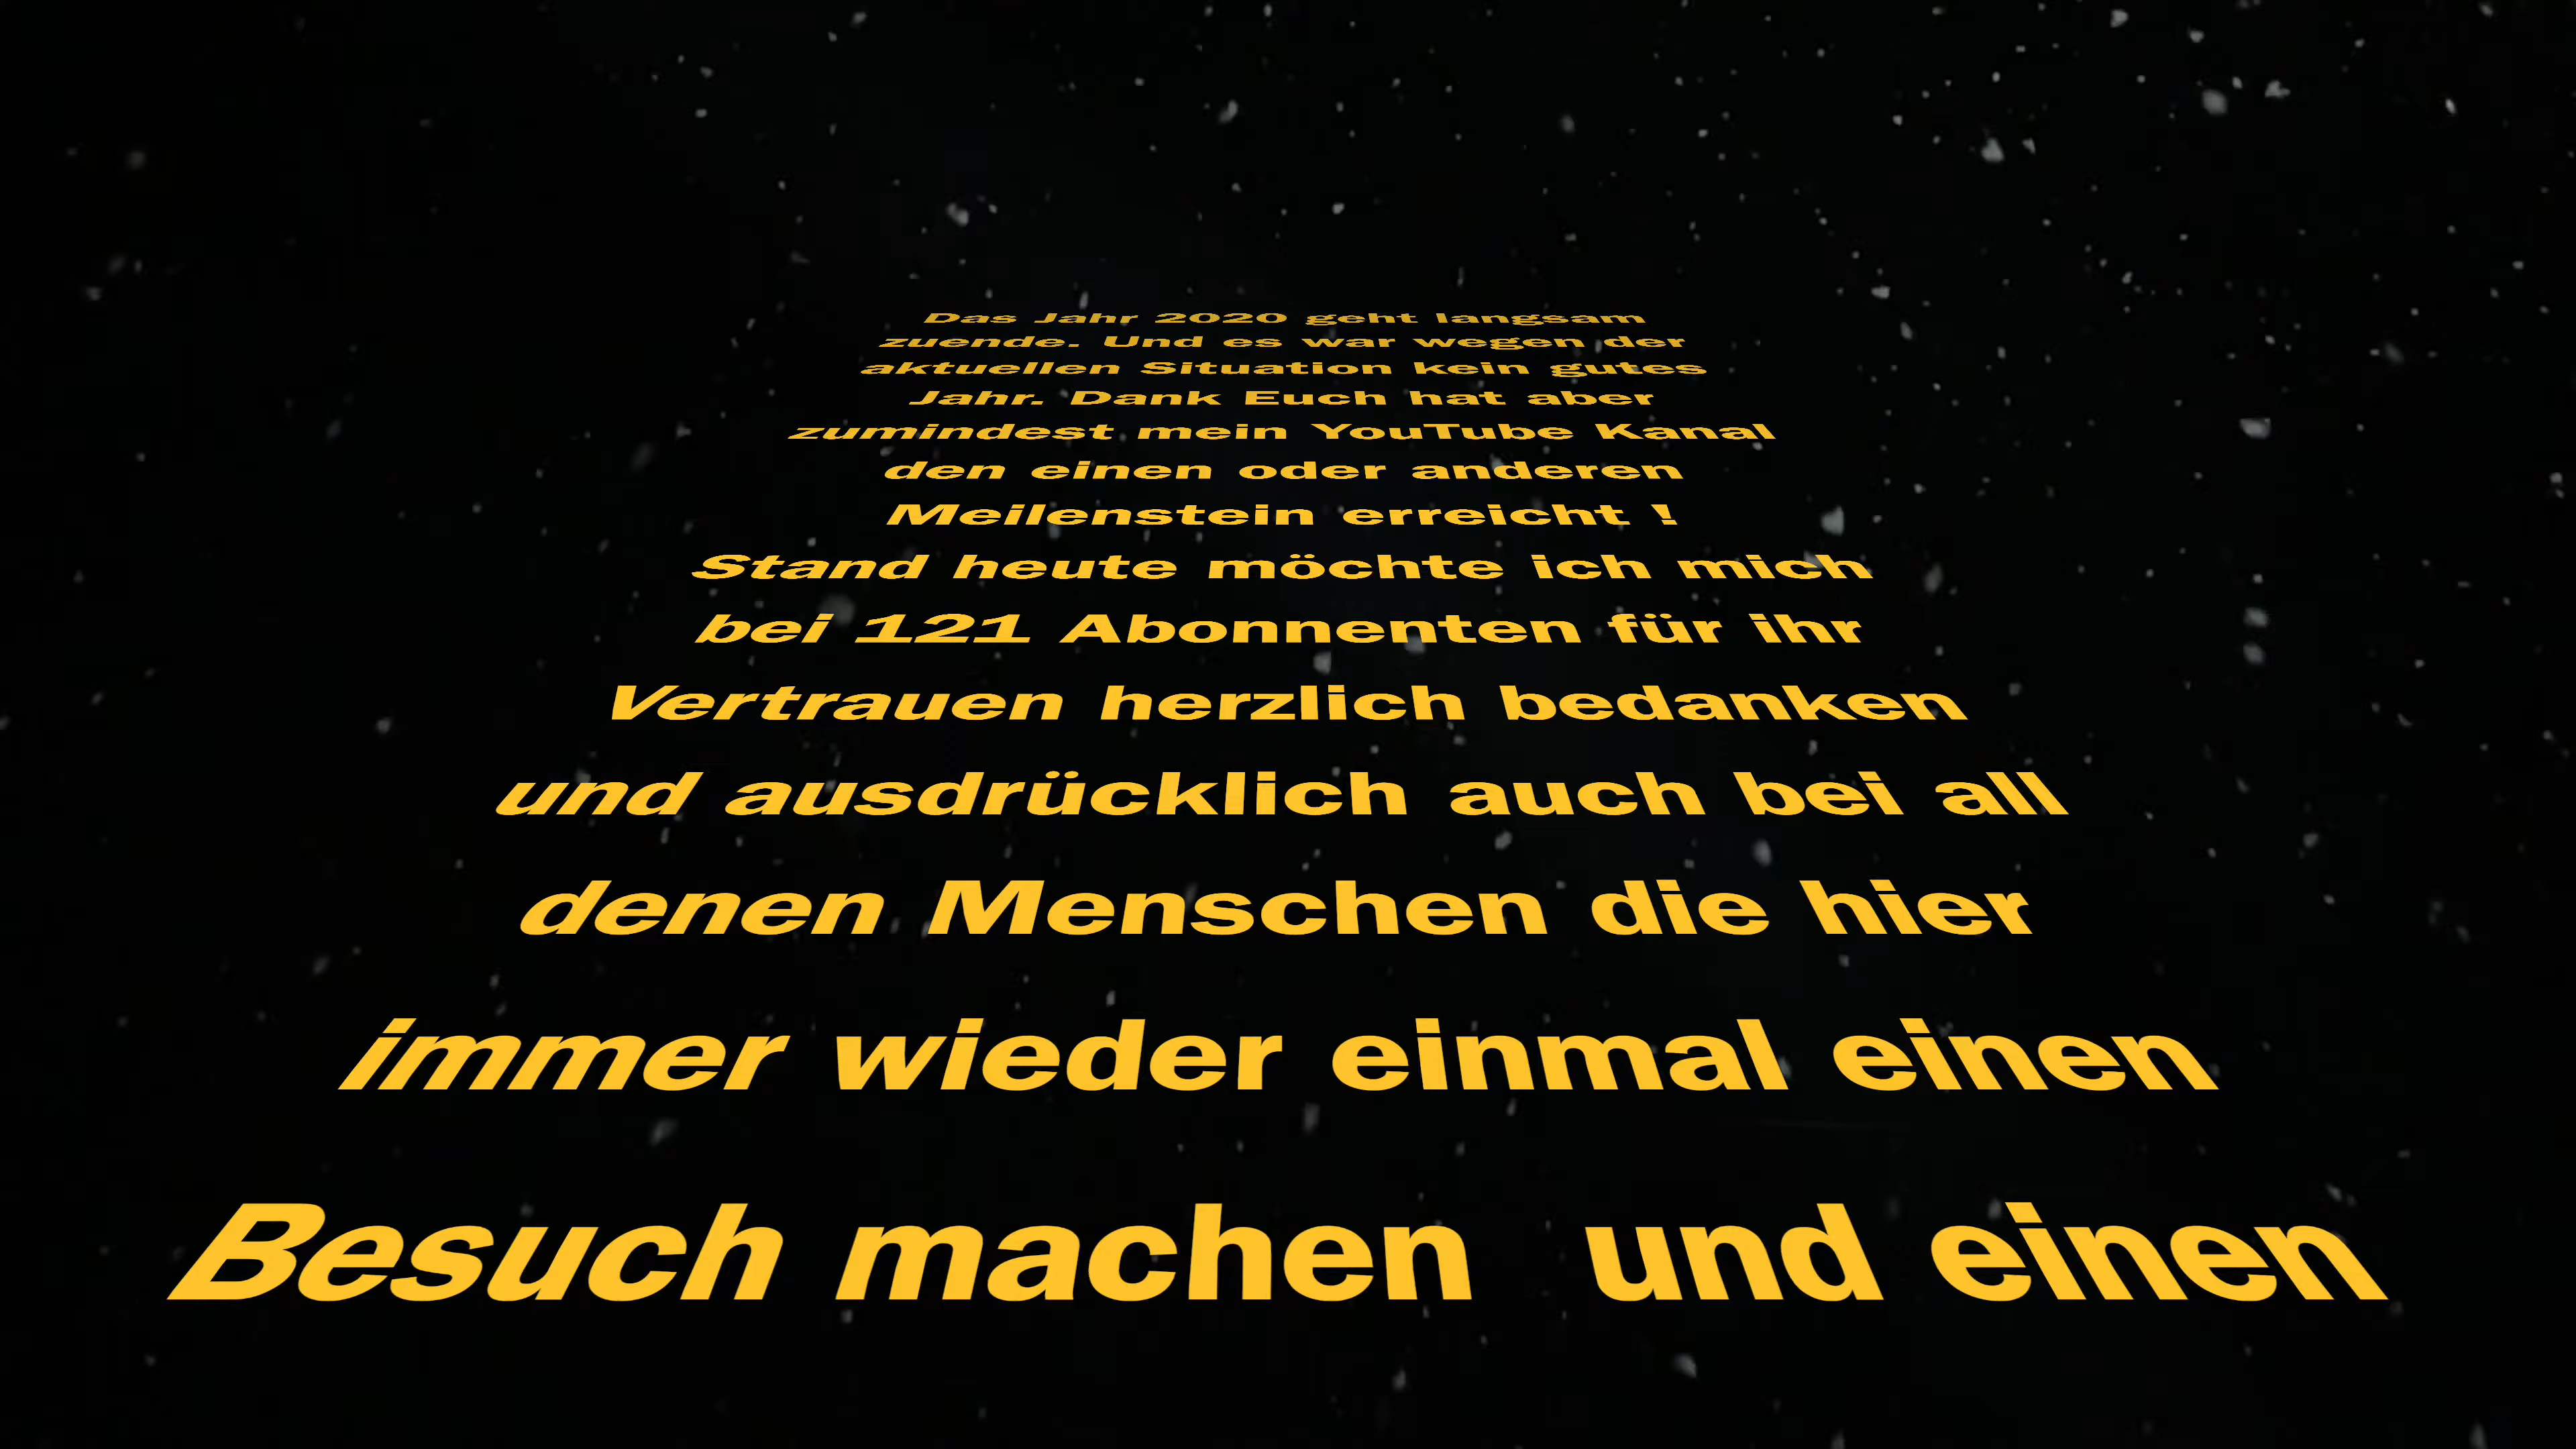 Das Jahr 2020 geht langsam
zuende. Und es war wegen der
aktuellen Situation kein gutes
Jahr. Dank Euch hat aber
zumindest mein YouTube Kanal
den einen oder anderen
Meilenstein erreicht !
Stand heute möchte ich mich
bei 121 Abonnenten für ihr
Vertrauen herzlich bedanken
und ausdrücklich auch bei all
denen Menschen die hier
immer wieder einmal einen
Besuch machen  und einen